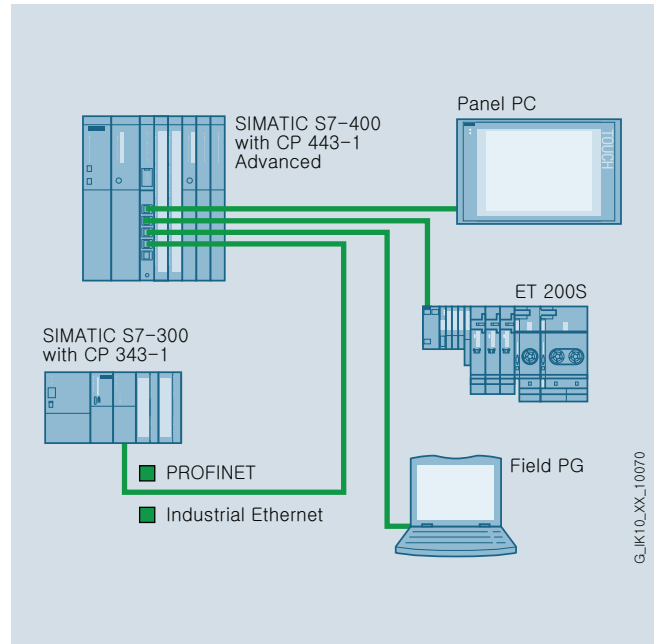 SIMATIC S7-400
with CP 443-1
Advanced
Panel PC
TOUCH
ET 200S
SIMATIC S7-300
with CP 343-1
PROFINET
Industrial Ethernet
Field PG
G_IK10_XX_10070